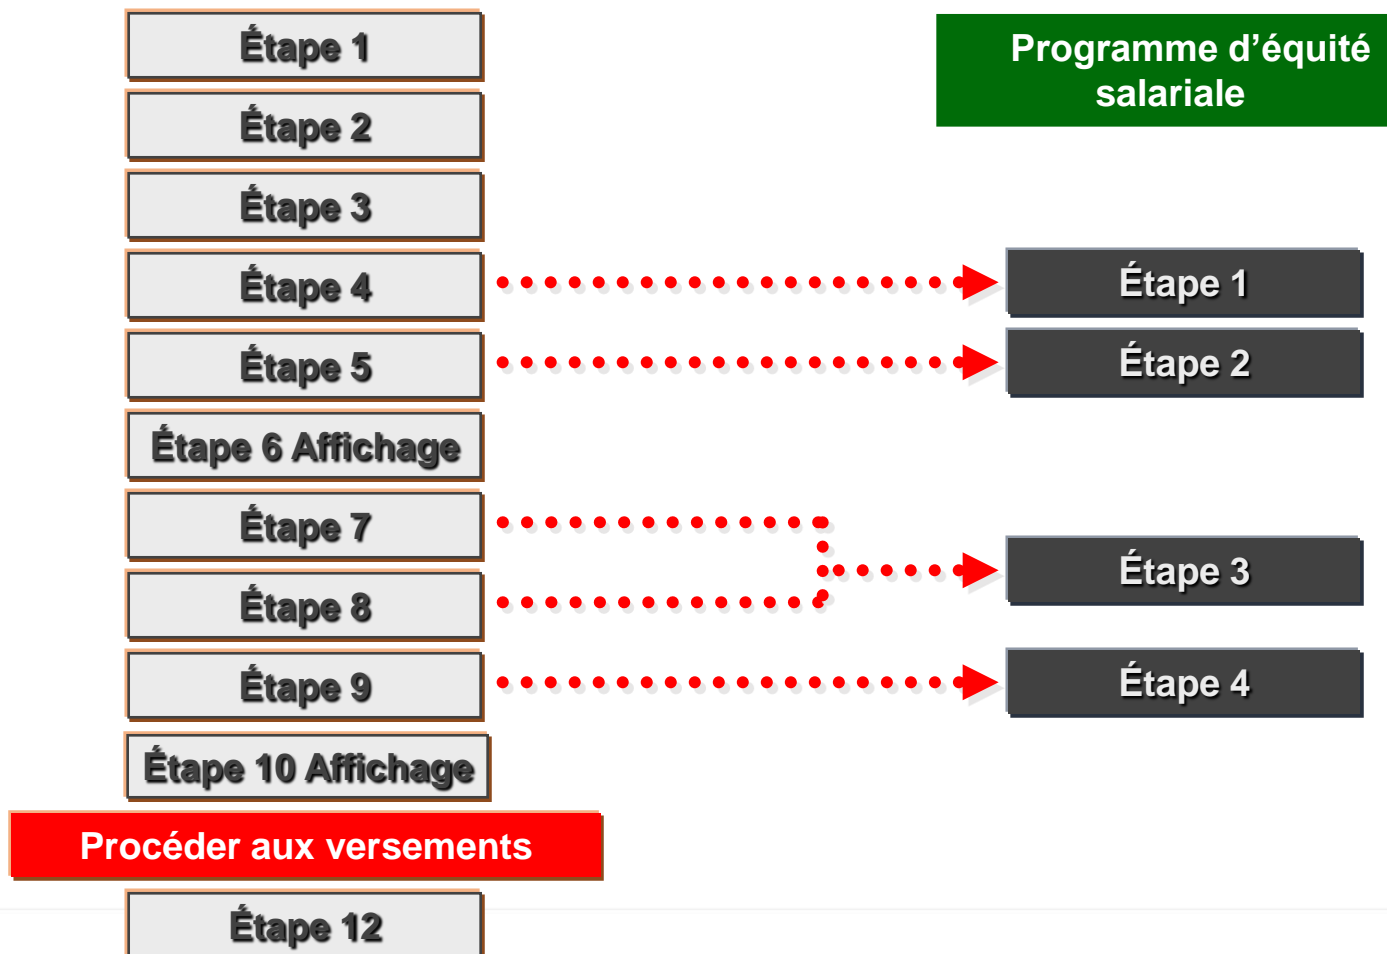 Étape 1
Étape 2
Étape 3
Étape 4
Étape 5
Étape 6 Affichage
Étape 7
Étape 8
Étape 9
Étape 10 Affichage
Procéder aux versements
Étape 12
Programme d’équité
salariale
Étape 1
Étape 2
Étape 3
Étape 4